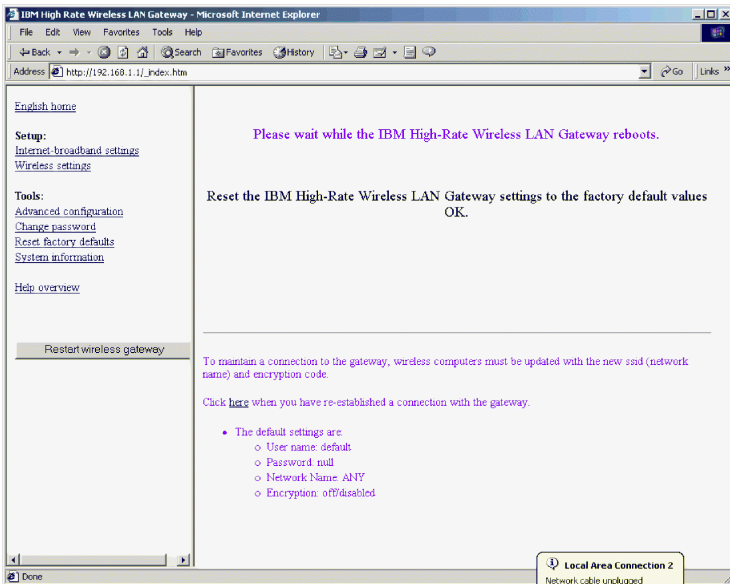 IBM High Rate Wireless LAN Gateway - Microsoft Internet Explorer
File Edit View Favorites Tools Help
Back Search Favorites History
Address http://192.168.1.1/_index.htm Go Links »
English home
Setup:
Internet-broadband settings
Wireless settings
Tools:
Advanced configuration
Change password
Reset factory defaults
System information
Help overview
Restart wireless gateway
Please wait while the IBM High-Rate Wireless LAN Gateway reboots.
Reset the IBM High-Rate Wireless LAN Gateway settings to the factory default values
OK.
To maintain a connection to the gateway, wireless computers must be updated with the new ssid (network
name) and encryption code.
Click here when you have re-established a connection with the gateway.
The default settings are:
User name: default
Password: null
Network Name: ANY
Encryption: off/disabled
Local Area Connection 2
Network cable unplugged
Done